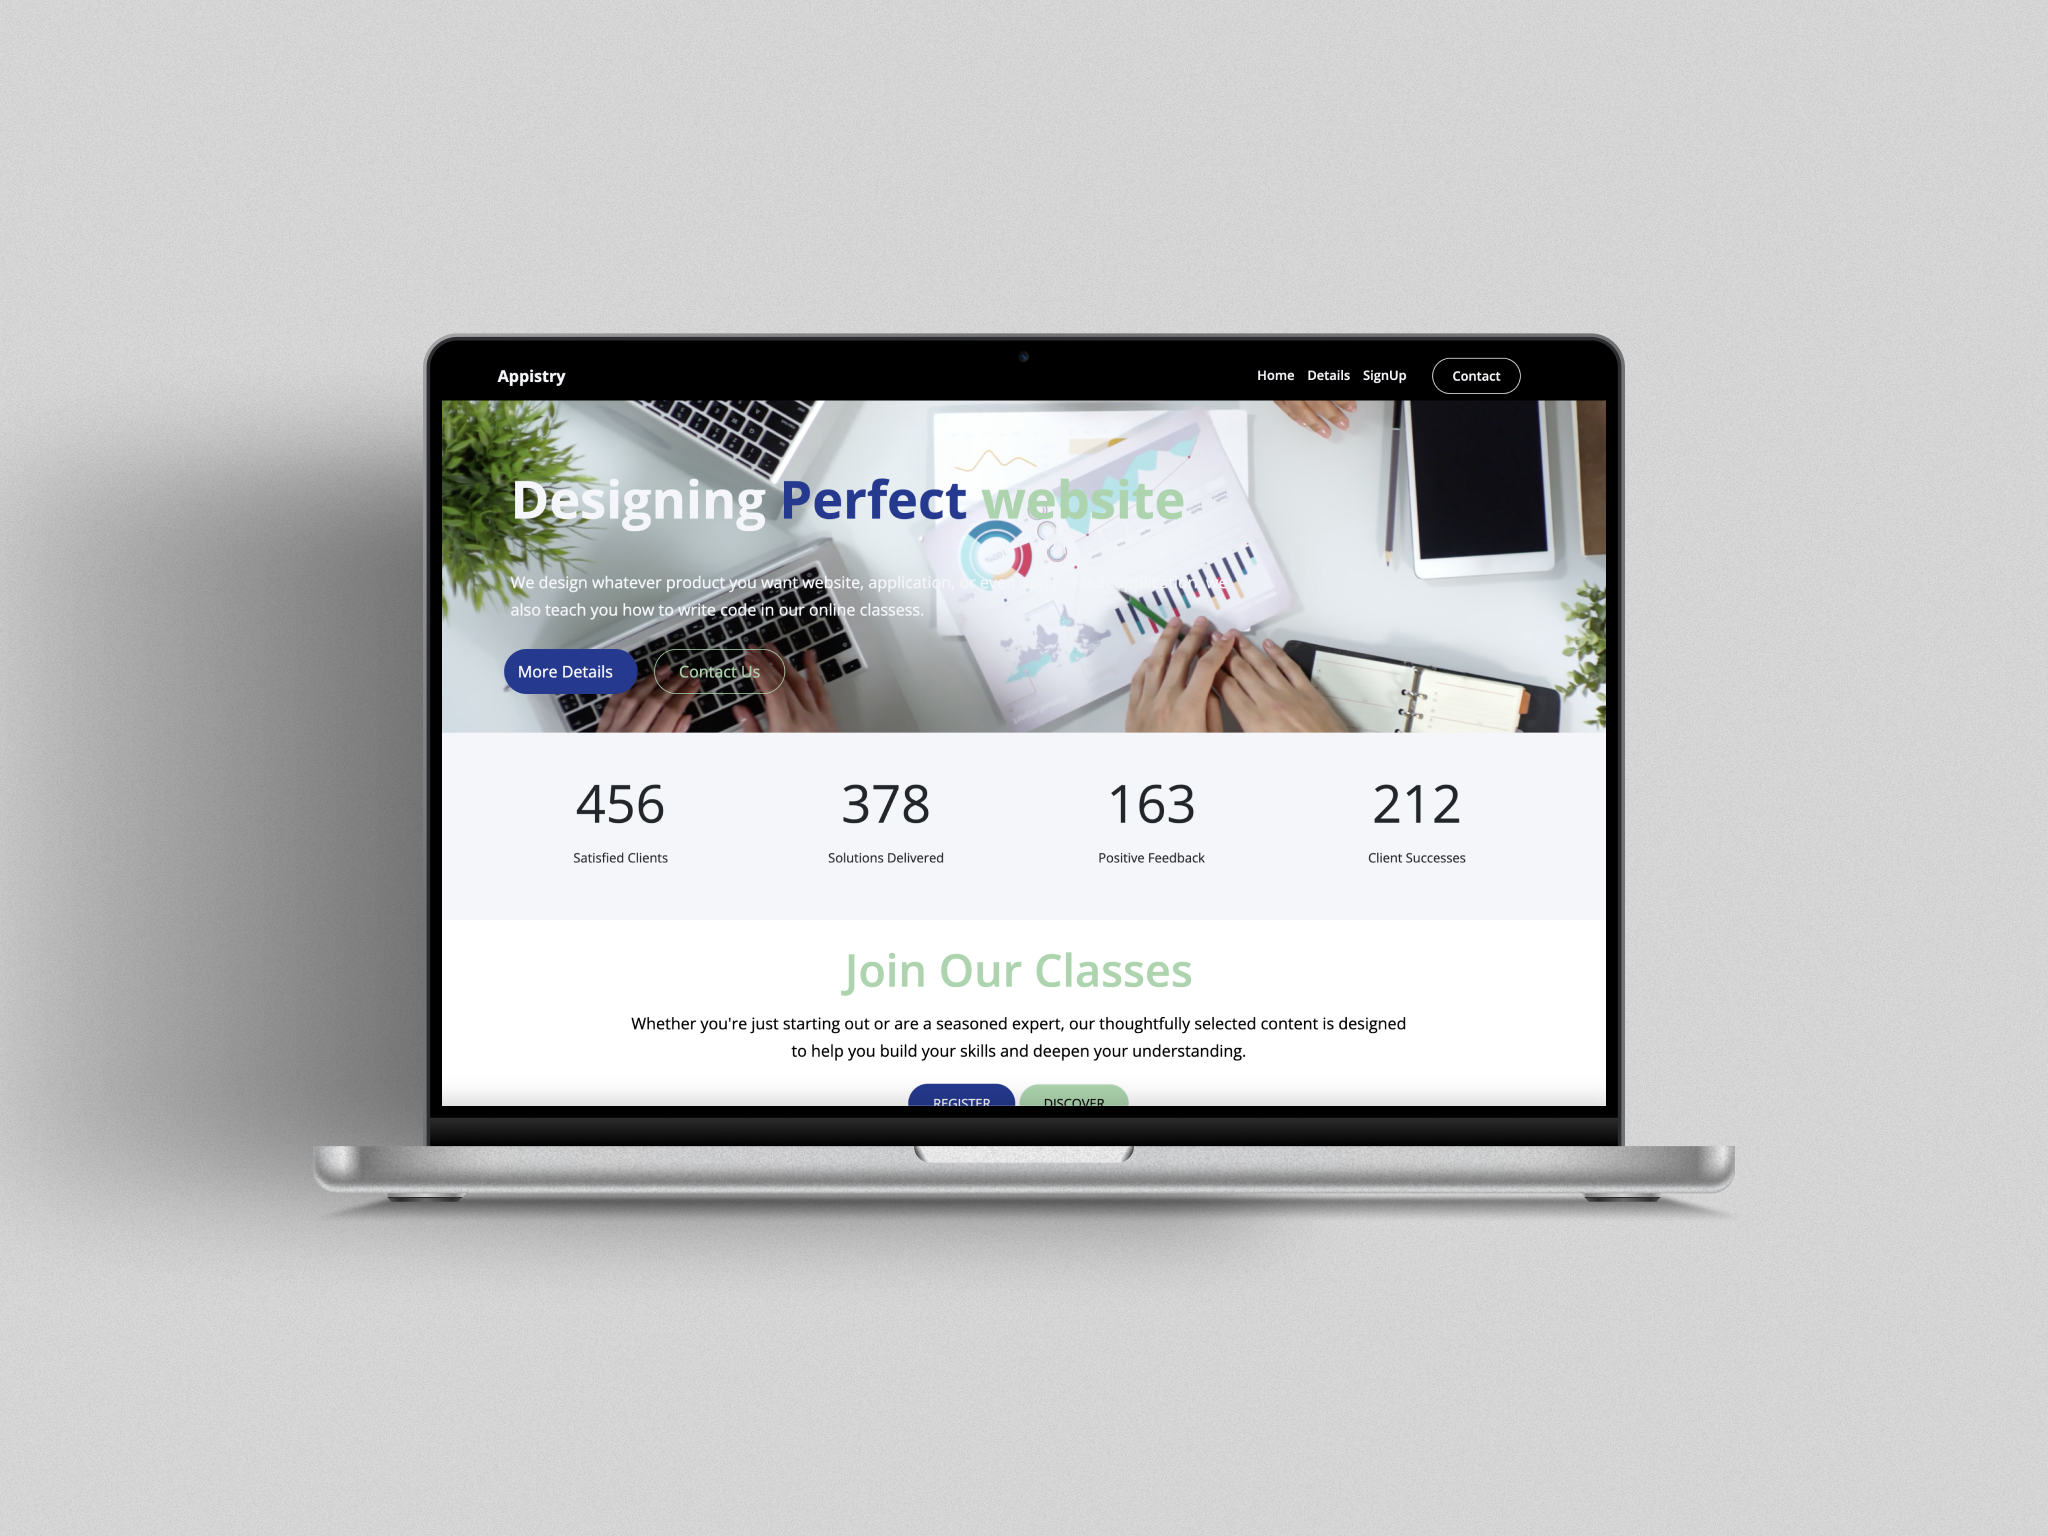 Appistry
Home Details SignUp Contact
Designing Perfect website
We design whatever product you want website, application, or even
also teach you how to write code in our online classess.
More Details Contact Us
456 378 163 212
Satisfied Clients Solutions Delivered Positive Feedback Client Successes
Join Our Classes
Whether you're just starting out or are a seasoned expert, our thoughtfully selected content is designed
to help you build your skills and deepen your understanding.
REGISTER DISCOVER